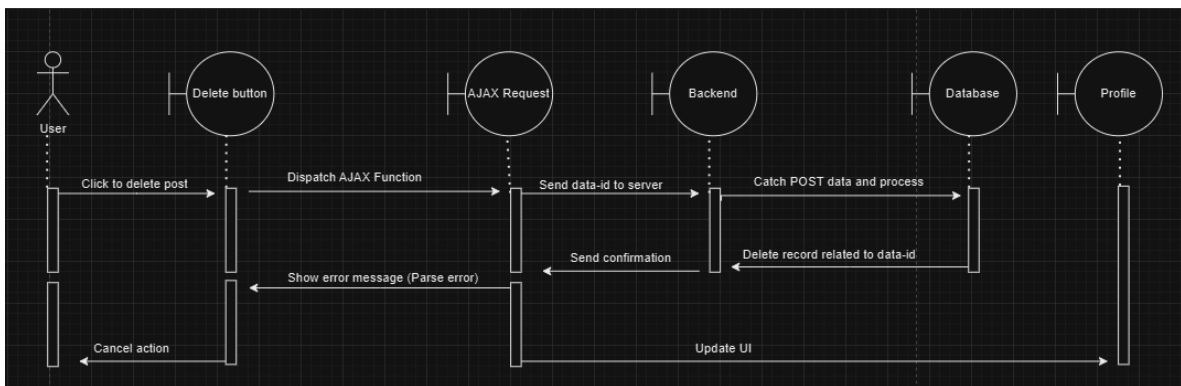 Delete button
AJAX Request
Backend
Database
Profile
User
Click to delete post
Dispatch AJAX Function
Send data-id to server
Catch POST data and process
Send confirmation
Delete record related to data-id
Show error message (Parse error)
Cancel action
Update UI